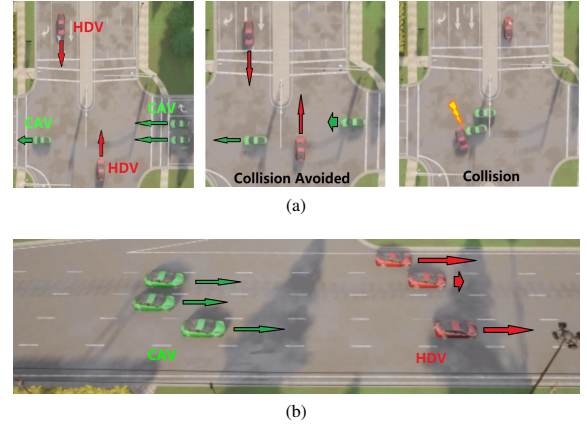 HDV
CAV
CAV
HDV
Collision Avoided
Collision
(a)
CAV
HDV
(b)